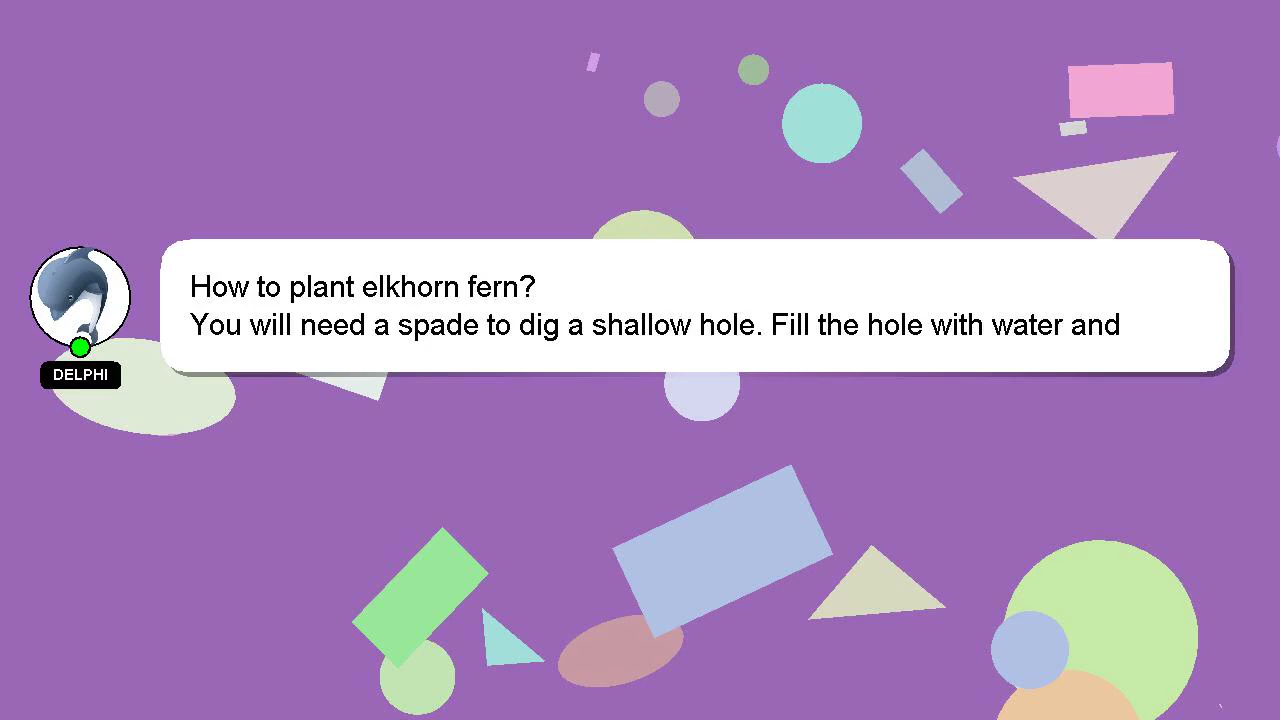 How to plant elkhorn fern?
You will need a spade to dig a shallow hole. Fill the hole with water and
DELPHI